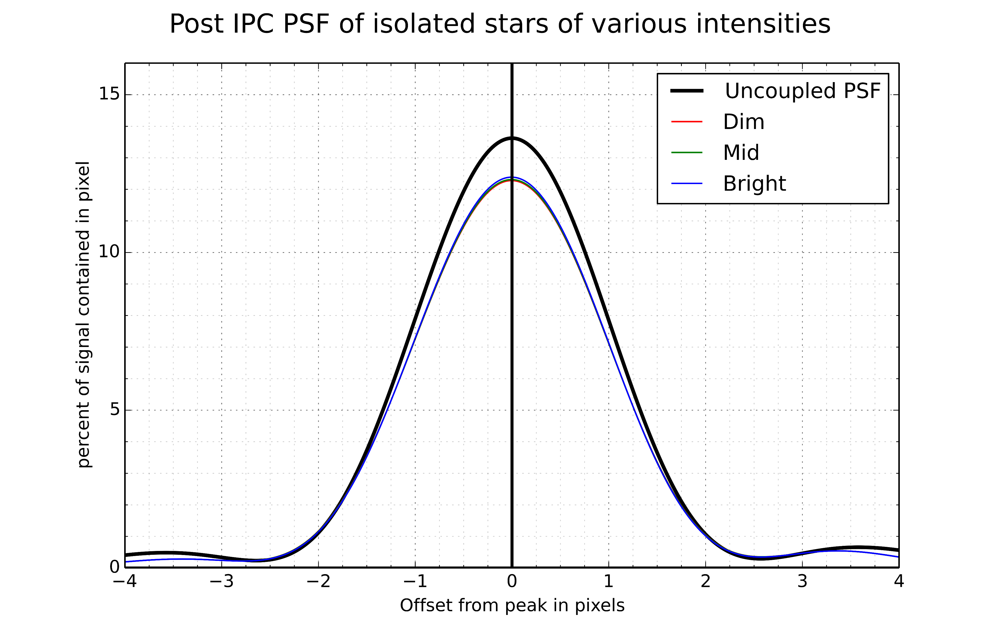 Post IPC PSF of isolated stars of various intensities
percent of signal contained in pixel
15
10
5
0
Uncoupled PSF
Dim
Mid
Bright
−4 −3 −2 −1 0 1 2 3 4
Offset from peak in pixels